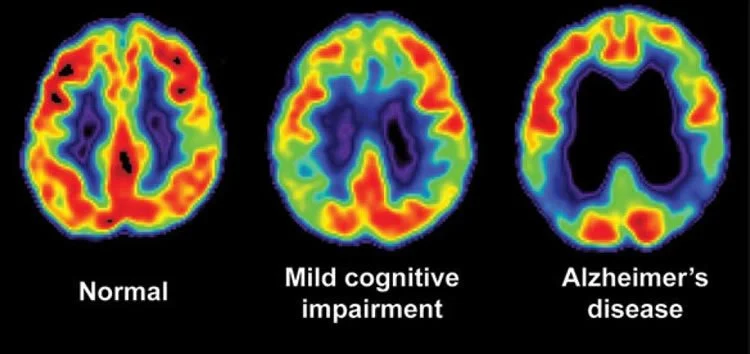 Normal
Mild cognitive
impairment
Alzheimer's
disease